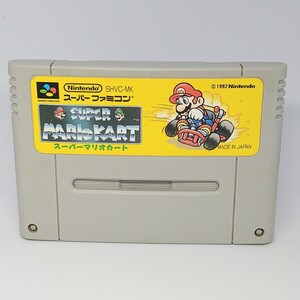 Nintendo SHVC-MK
スーパーファミコン
© 1992 Nintendo
SUPER
MARIO KART
スーパーマリオカート
MADE IN JAPAN